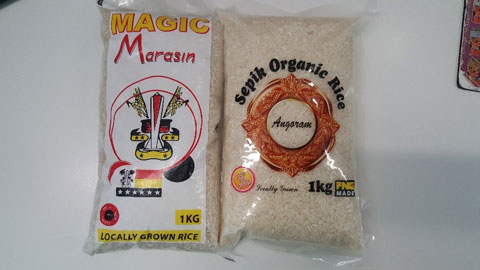 MAGIC
Marasin
1KG
LOCALLY GROWN RICE
Sepik Organic Rice
Angoram
Locally Grown
1kg
PNG
MADE